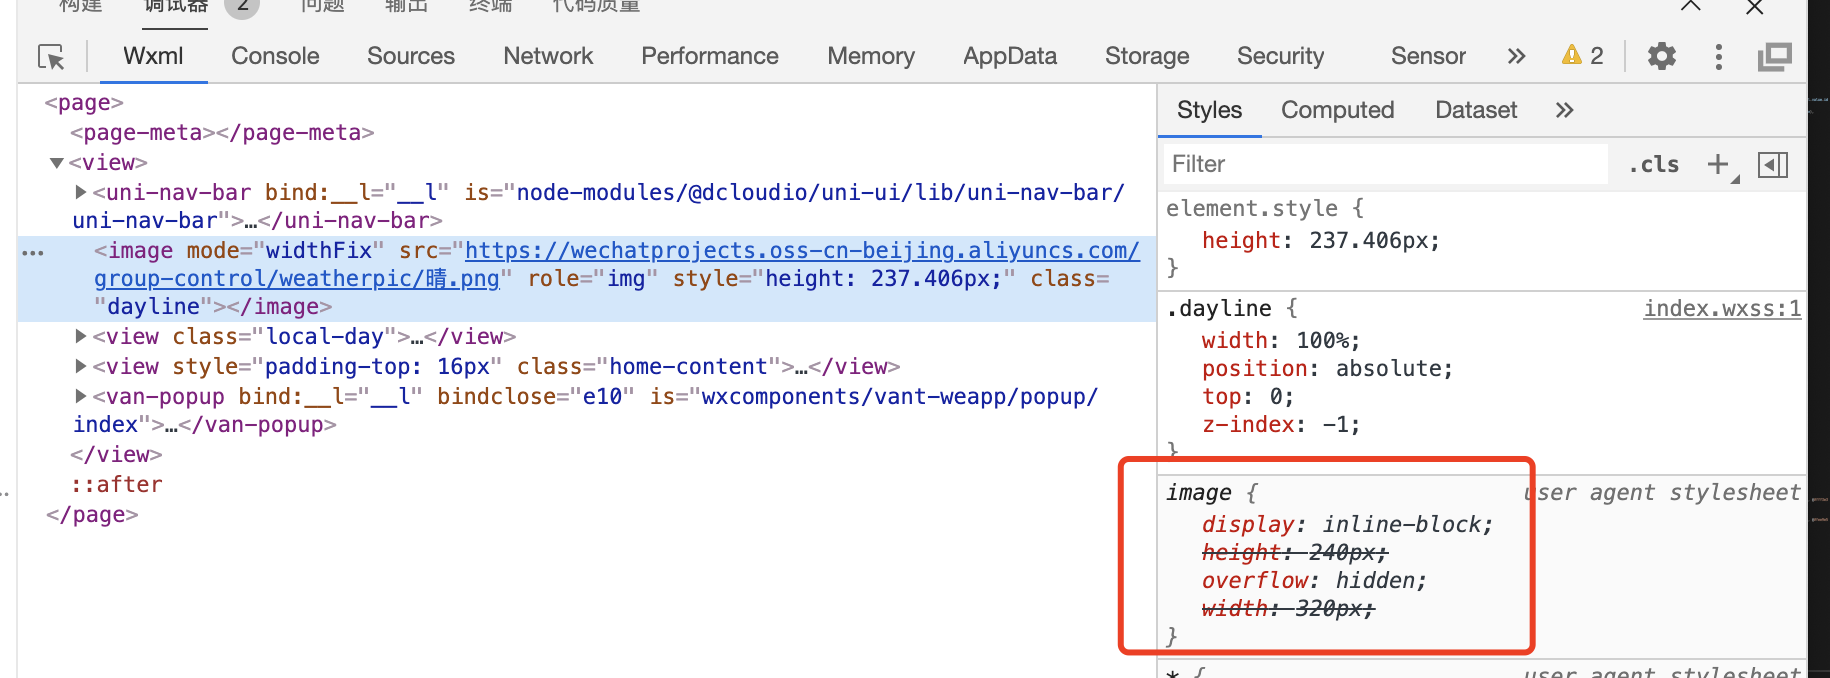 构建 调试器 2 问题 输出 终端 代码质量
Wxml Console Sources Network Performance Memory AppData Storage Security Sensor 2
<page>
<page-meta></page-meta>
<view>
<uni-nav-bar bind:__l="__l" is="node-modules/@dcloudio/uni-ui/lib/uni-nav-bar/
uni-nav-bar">…</uni-nav-bar>
<image mode="widthFix" src="https://wechatprojects.oss-cn-beijing.aliyuncs.com/
group-control/weatherpic/晴.png" role="img" style="height: 237.406px;" class=
"dayline"></image>
<view class="local-day">…</view>
<view style="padding-top: 16px" class="home-content">…</view>
<van-popup bind:__l="__l" bindclose="e10" is="wxcomponents/vant-weapp/popup/
index">…</van-popup>
</view>
::after
</page>
Styles Computed Dataset
Filter .cls
element.style {
height: 237.406px;
}
.dayline { index.wxss:1
width: 100%;
position: absolute;
top: 0;
z-index: -1;
}
image { user agent stylesheet
display: inline-block;
height: 240px;
overflow: hidden;
width: 320px;
}
* { user agent stylesheet